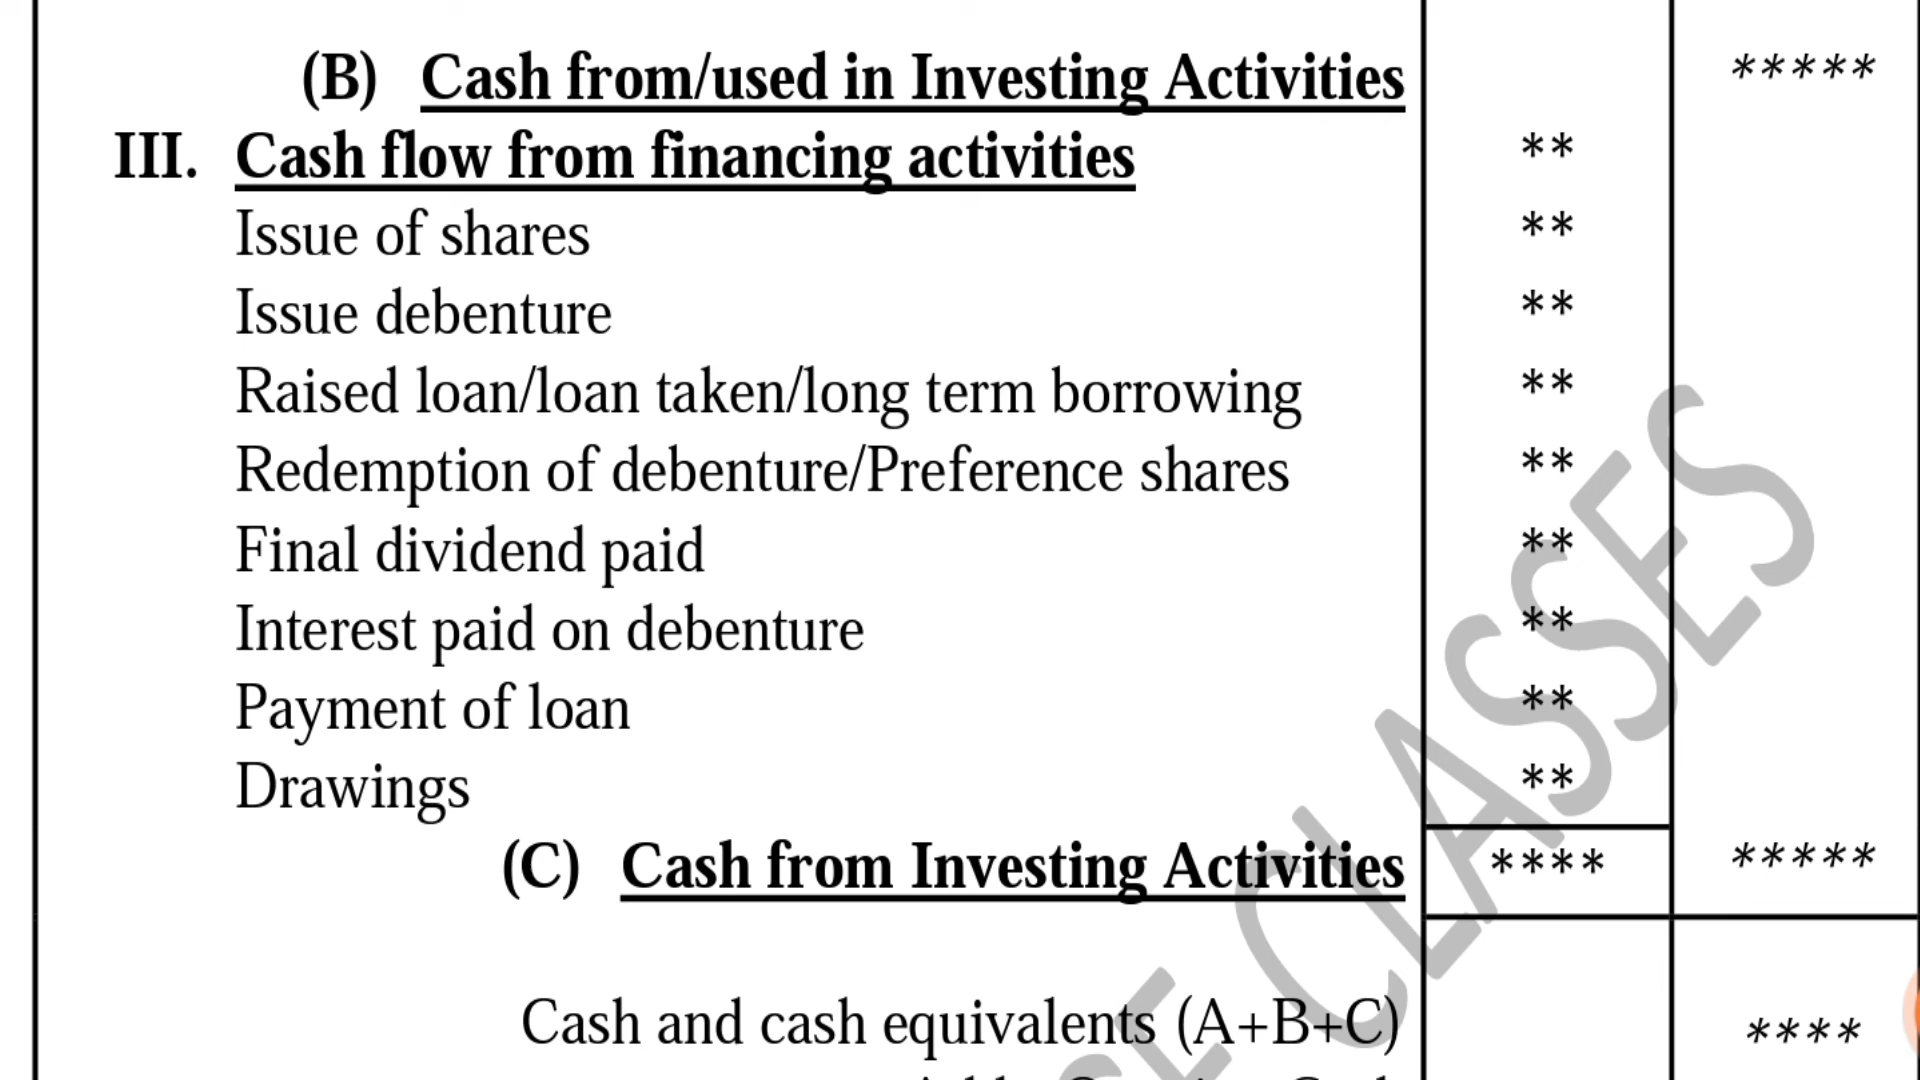 (B) Cash from/used in Investing Activities *****
III. Cash flow from financing activities **
Issue of shares **
Issue debenture **
Raised loan/loan taken/long term borrowing **
Redemption of debenture/Preference shares **
Final dividend paid **
Interest paid on debenture **
Payment of loan **
Drawings **
(C) Cash from Investing Activities **** *****
Cash and cash equivalents (A+B+C) ****
CLASSES